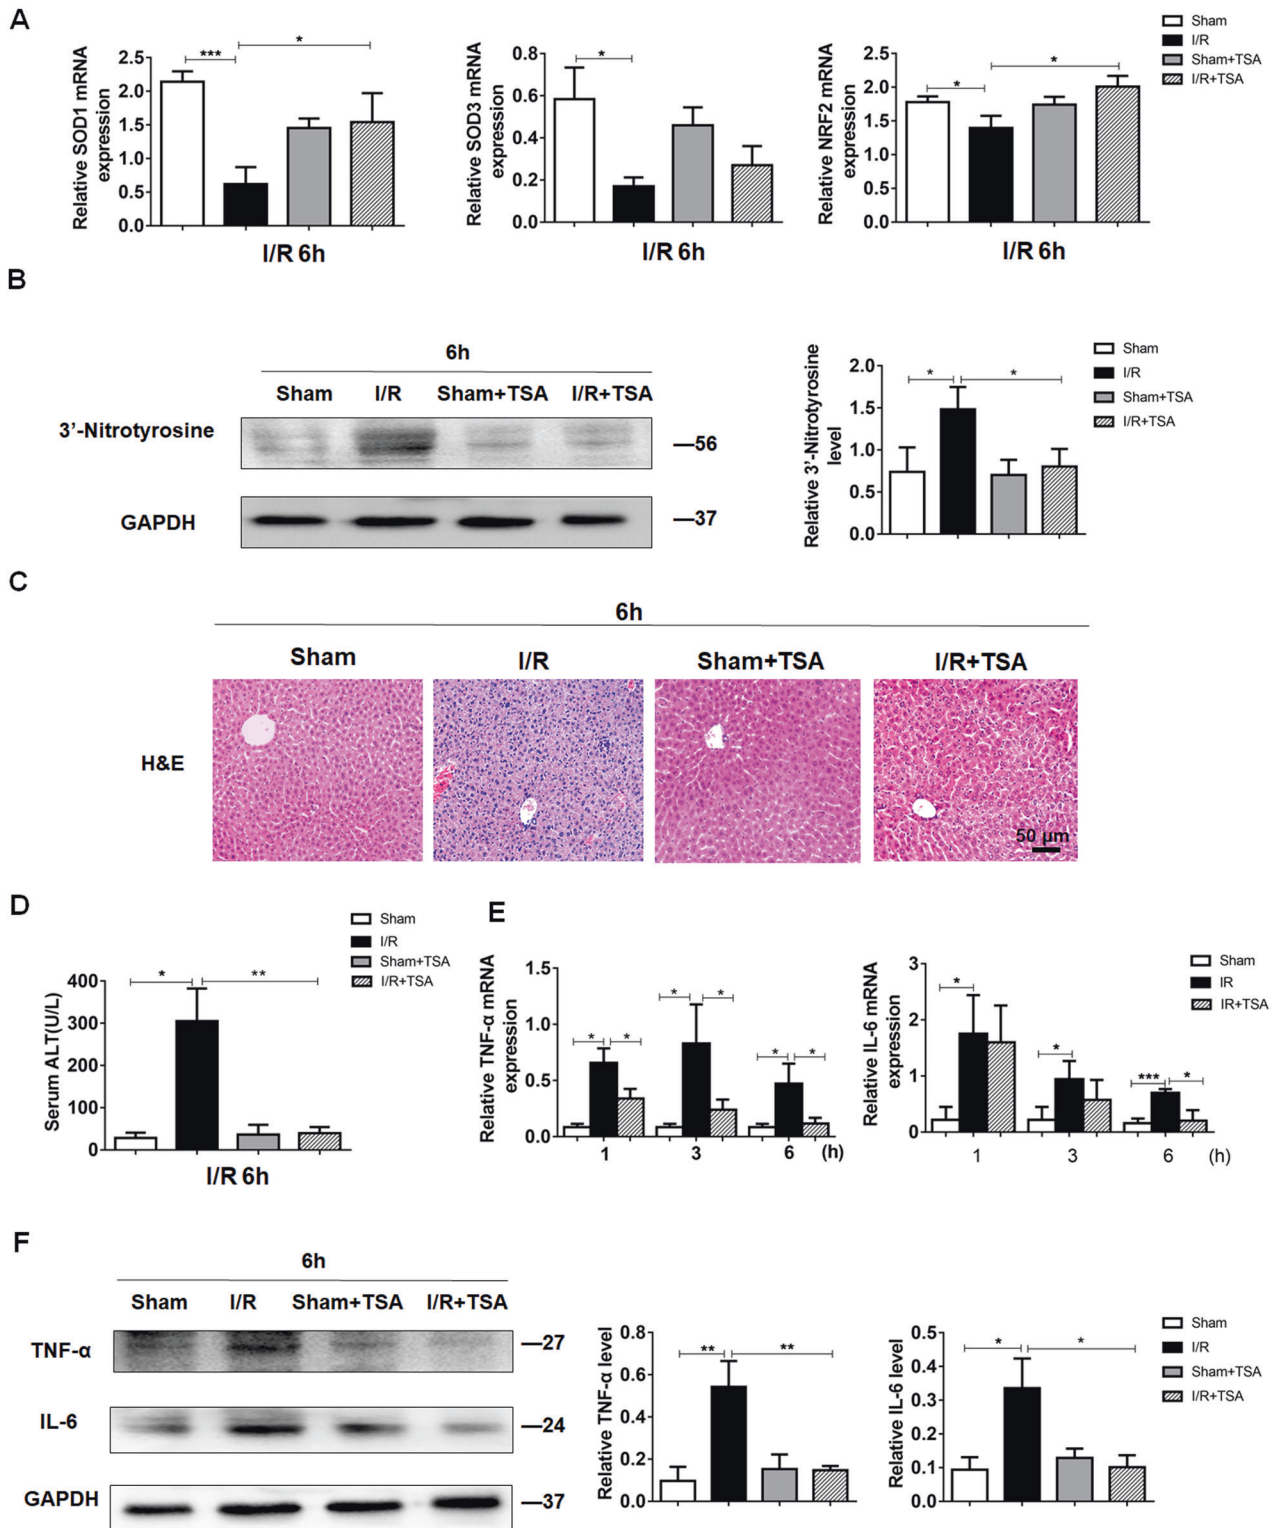 A
Relative SOD1 mRNA
expression
2.5
2.0
1.5
1.0
0.5
0.0
***
*
I/R 6h
Relative SOD3 mRNA
expression
0.8
0.6
0.4
0.2
0.0
*
I/R 6h
Relative NRF2 mRNA
expression
2.5
2.0
1.5
1.0
0.5
0.0
*
*
I/R 6h
Sham
I/R
Sham+TSA
I/R+TSA
B
6h
Sham I/R Sham+TSA I/R+TSA
3’-Nitrotyrosine
—56
GAPDH
—37
Relative 3’-Nitrotyrosine
level
2.0
1.5
1.0
0.5
0.0
*
*
Sham
I/R
Sham+TSA
I/R+TSA
C
6h
Sham I/R Sham+TSA I/R+TSA
H&E
50 μm
D
Serum ALT(U/L)
400
300
200
100
0
*
**
I/R 6h
Sham
I/R
Sham+TSA
I/R+TSA
E
Relative TNF-α mRNA
expression
1.5
1.0
0.5
0.0
* *
* *
* *
1 3 6 (h)
Relative IL-6 mRNA
expression
3
2
1
0
*
*
*** *
1 3 6 (h)
Sham
IR
IR+TSA
F
6h
Sham I/R Sham+TSA I/R+TSA
TNF-α
—27
IL-6
—24
GAPDH
—37
Relative TNF-α level
0.8
0.6
0.4
0.2
0.0
**
**
Relative IL-6 level
0.5
0.4
0.3
0.2
0.1
0.0
*
*
Sham
I/R
Sham+TSA
I/R+TSA